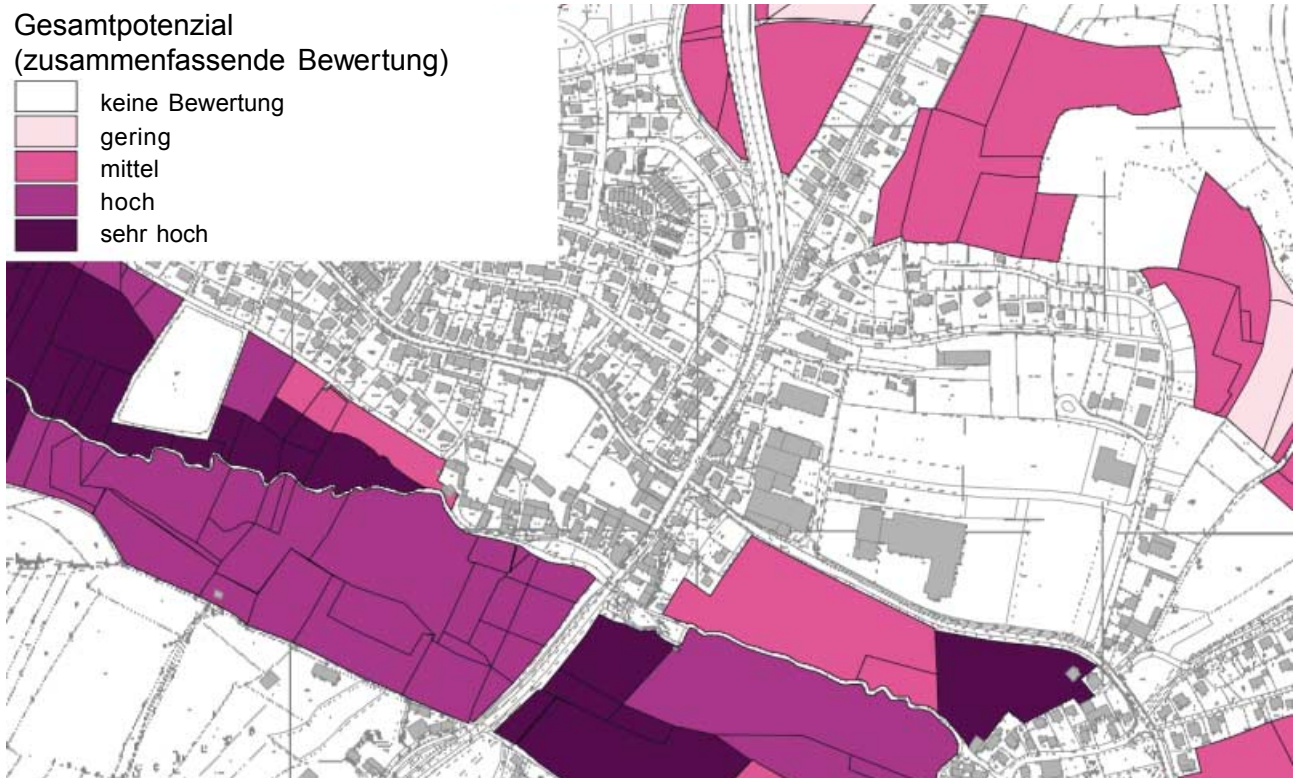 Gesamtpotenzial
(zusammenfassende Bewertung)
keine Bewertung
gering
mittel
hoch
sehr hoch